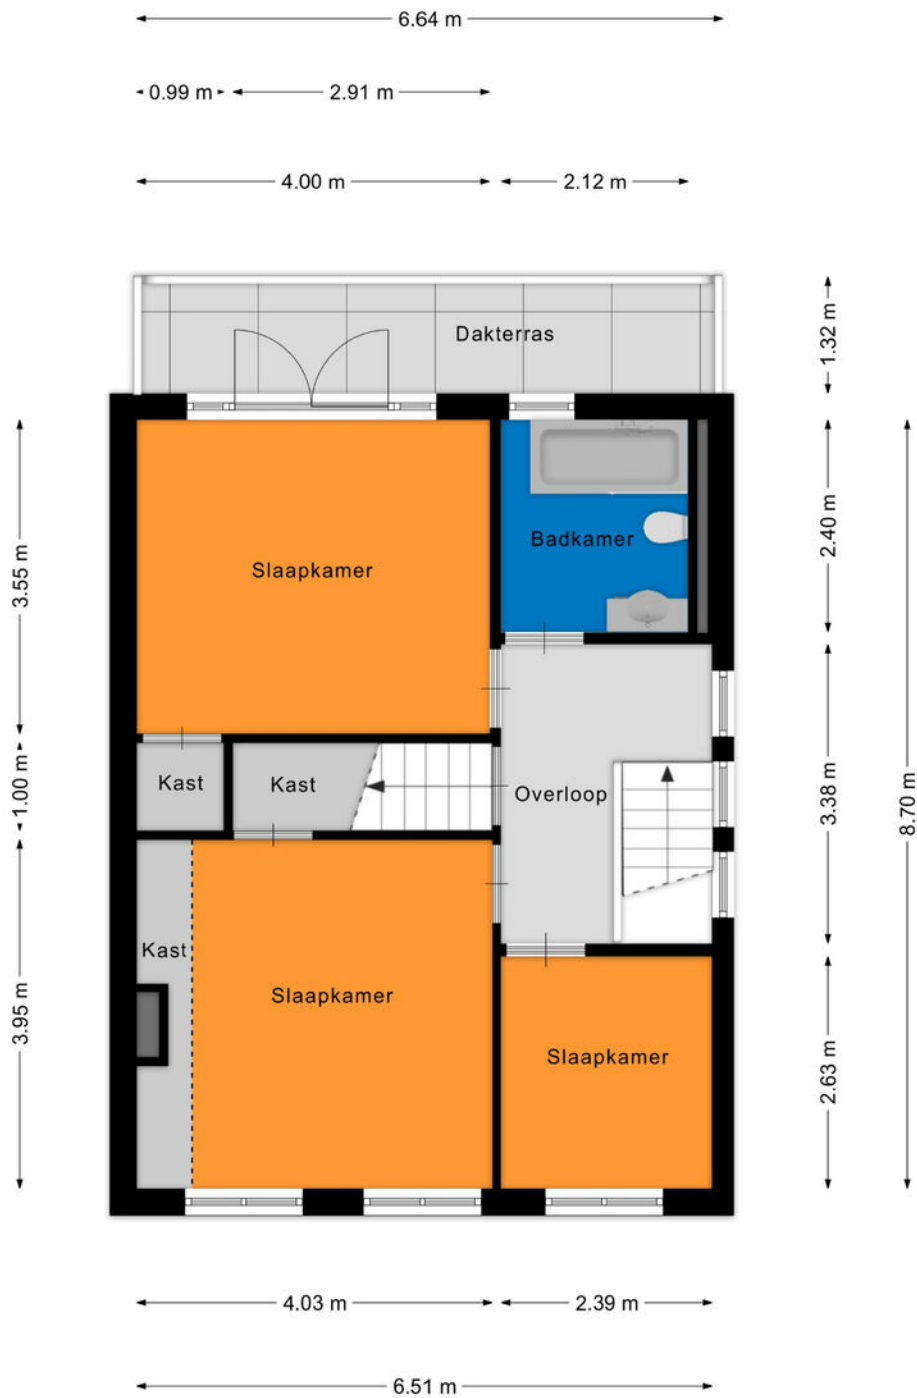 6.64 m
0.99 m
2.91 m
4.00 m
2.12 m
Dakterras
1.32 m
3.55 m
Slaapkamer
Badkamer
2.40 m
1.00 m
Kast
Kast
Overloop
3.38 m
8.70 m
3.95 m
Kast
Slaapkamer
Slaapkamer
2.63 m
4.03 m
2.39 m
6.51 m